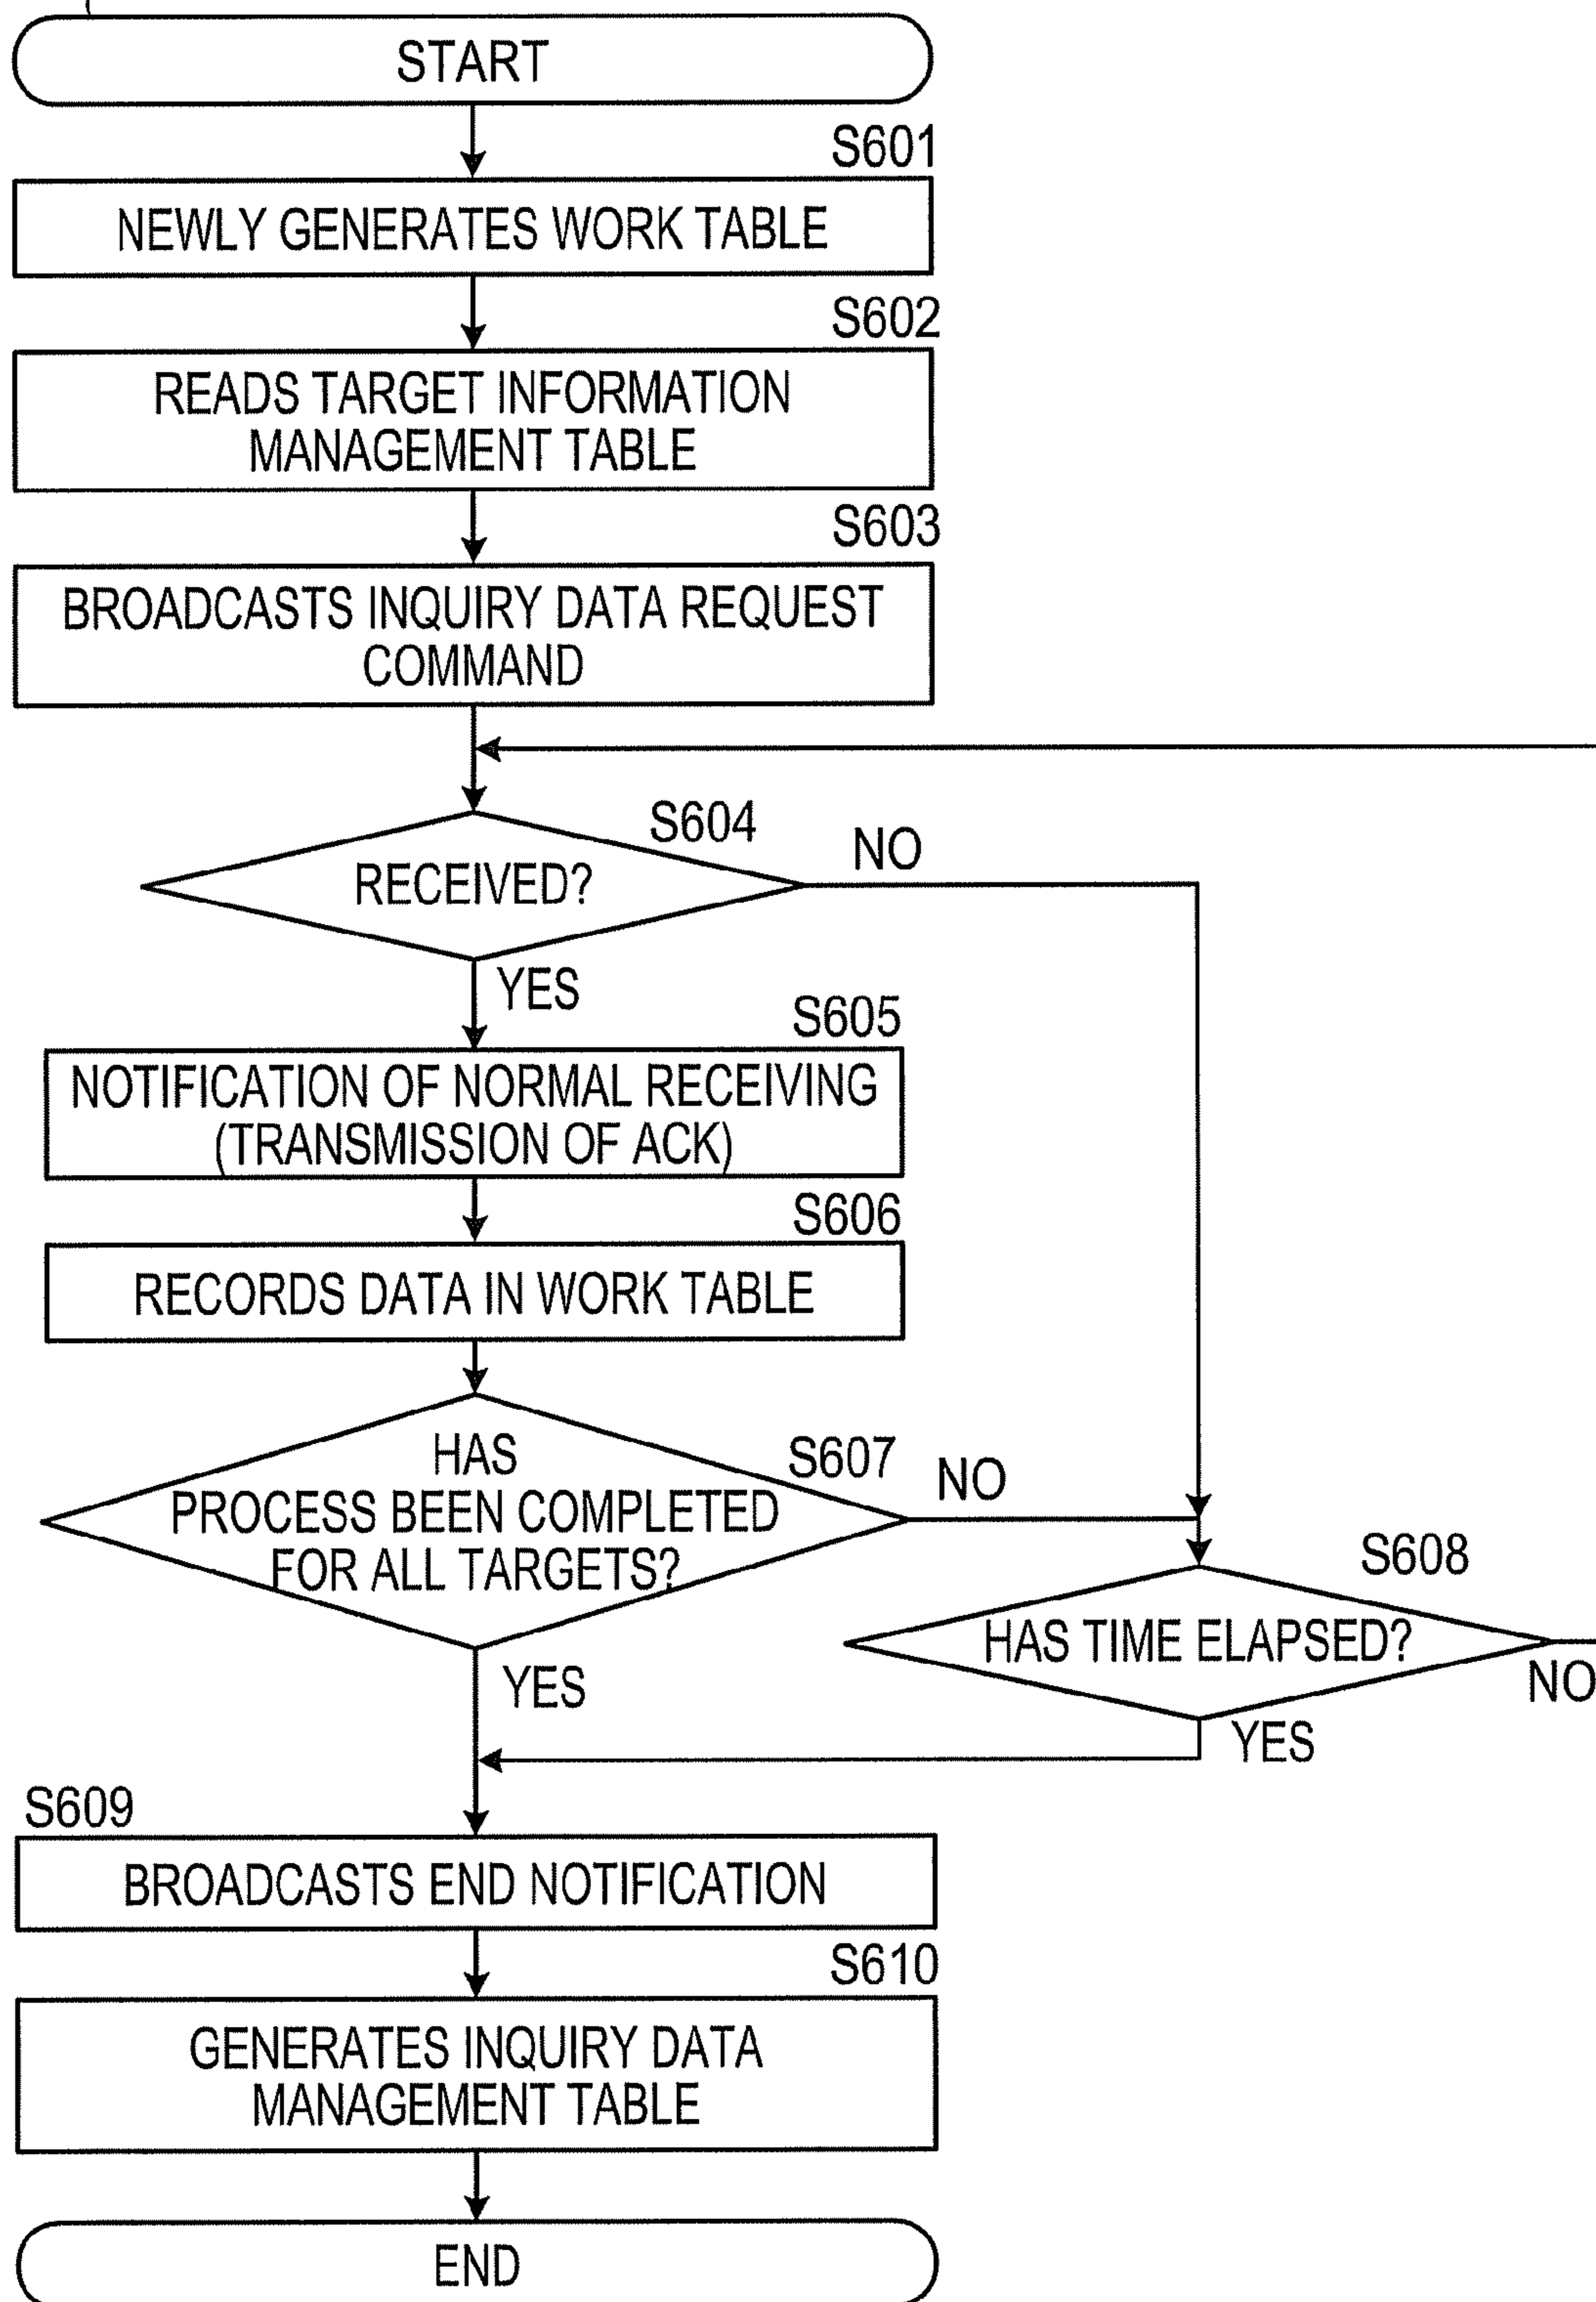 START
S601
NEWLY GENERATES WORK TABLE
S602
READS TARGET INFORMATION
MANAGEMENT TABLE
S603
BROADCASTS INQUIRY DATA REQUEST
COMMAND
S604
NO
RECEIVED?
YES
S605
NOTIFICATION OF NORMAL RECEIVING
(TRANSMISSION OF ACK)
S606
RECORDS DATA IN WORK TABLE
HAS
PROCESS BEEN COMPLETED
FOR ALL TARGETS?
S607
NO
S608
HAS TIME ELAPSED?
NO
YES
YES
S609
BROADCASTS END NOTIFICATION
S610
GENERATES INQUIRY DATA
MANAGEMENT TABLE
END